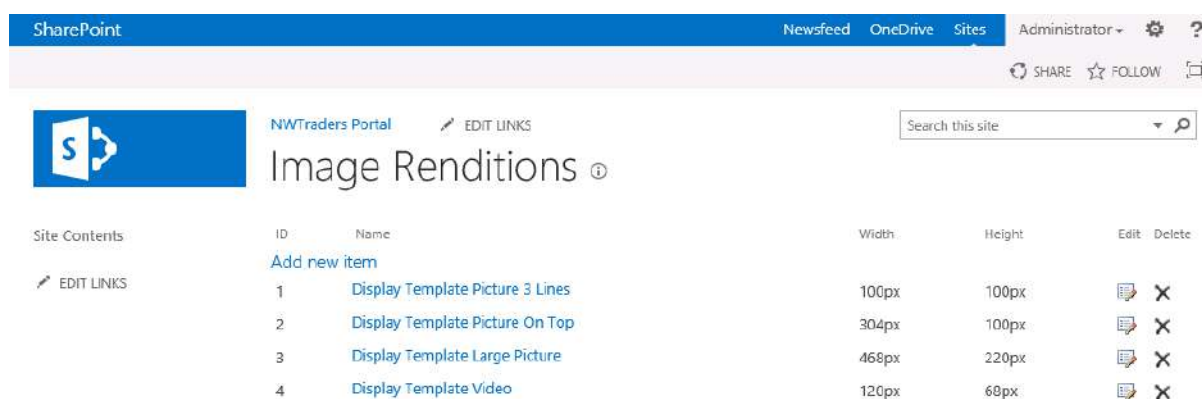 SharePoint Newsfeed OneDrive Sites Administrator ?
SHARE FOLLOW
S
NWTraders Portal EDIT LINKS Search this site
Image Renditions
Site Contents
EDIT LINKS
ID Name Width Height Edit Delete
Add new item
1 Display Template Picture 3 Lines 100px 100px
2 Display Template Picture On Top 304px 100px
3 Display Template Large Picture 468px 220px
4 Display Template Video 120px 68px